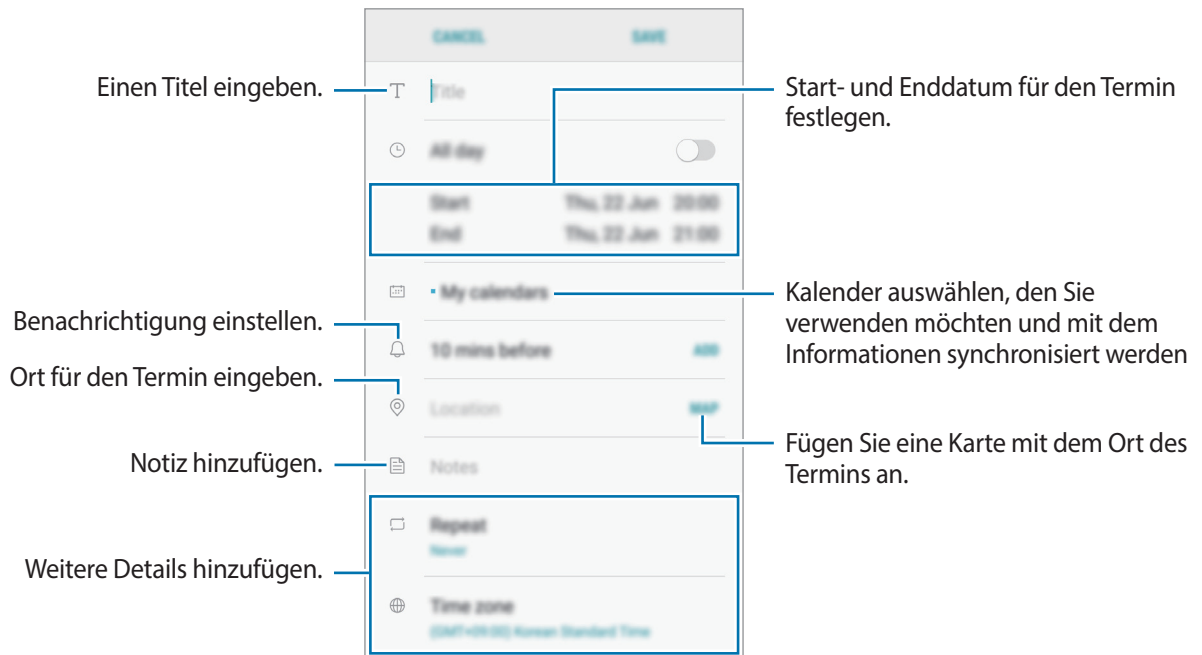 CANCEL SAVE
Einen Titel eingeben.
Title
Start- und Enddatum für den Termin
festlegen.
All day
Start Thu, 22 Jun 20:00
End Thu, 22 Jun 21:00
My calendars
Kalender auswählen, den Sie
verwenden möchten und mit dem
Informationen synchronisiert werden
Benachrichtigung einstellen.
10 mins before ADD
Ort für den Termin eingeben.
Location MAP
Fügen Sie eine Karte mit dem Ort des
Termins an.
Notiz hinzufügen.
Notes
Weitere Details hinzufügen.
Repeat
Never
Time zone
(GMT+09:00) Korean Standard Time